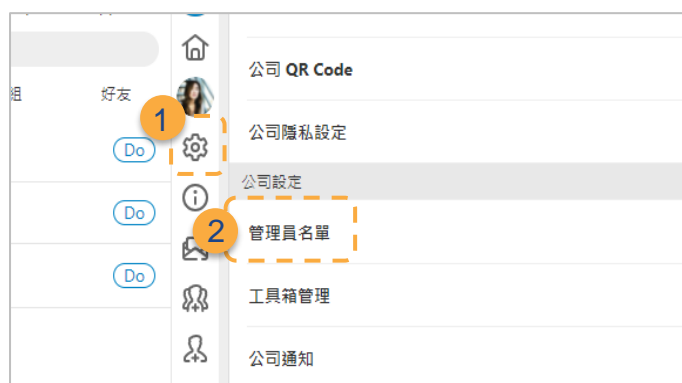 組
好友
Do
Do
Do
1
2
公司 QR Code
公司隱私設定
公司設定
管理員名單
工具箱管理
公司通知